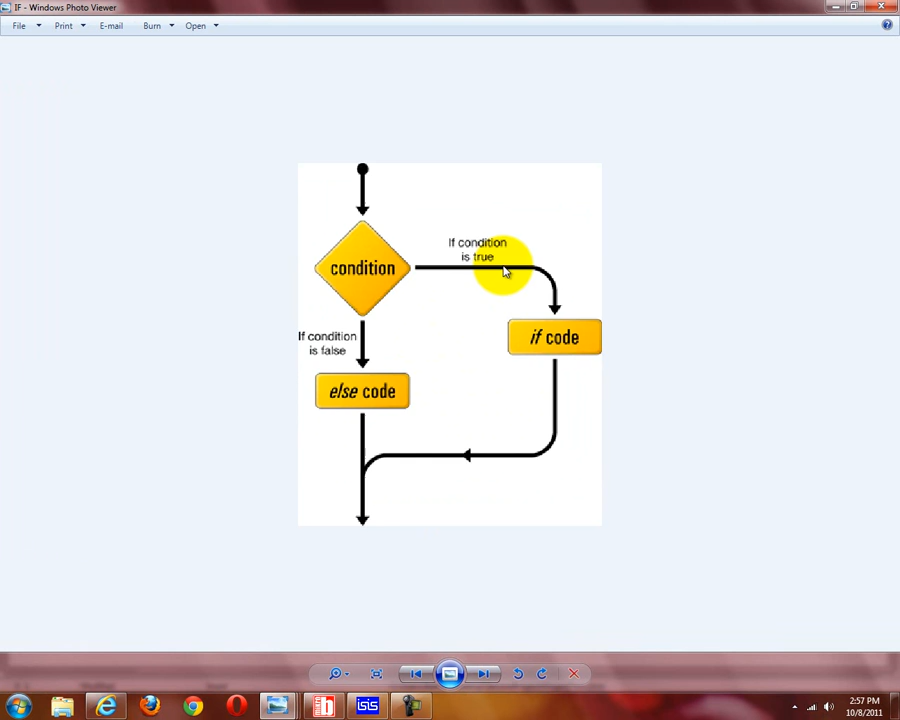 IF - Windows Photo Viewer
File Print E-mail Burn Open
If condition
is true
condition
if code
If condition
is false
else code
isis
2:57 PM
10/8/2011